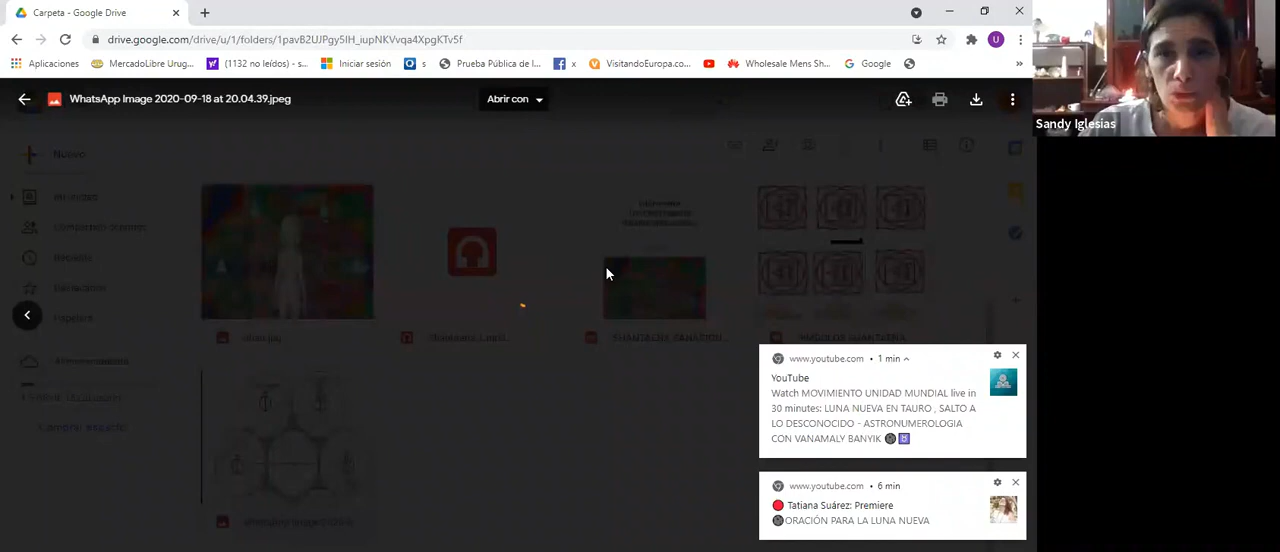 Carpeta - Google Drive
drive.google.com/drive/u/1/folders/1pavB2UJPgy5IH_iupNKVvqa4XpgKTv5f
Aplicaciones
MercadoLibre Urug...
(1132 no leídos) - s...
Iniciar sesión
s
Prueba Pública de l...
x
VisitandoEuropa.co...
Wholesale Mens Sh...
Google
»
U
WhatsApp Image 2020-09-18 at 20.04.39.jpeg
Abrir con
Sandy Iglesias
Nuevo
www.youtube.com • 1 min
YouTube
Watch MOVIMIENTO UNIDAD MUNDIAL live in
30 minutes: LUNA NUEVA EN TAURO , SALTO A
LO DESCONOCIDO - ASTRONUMEROLOGIA
CON VANAMALY BANYIK 🌚♉
www.youtube.com • 6 min
🔴 Tatiana Suárez: Premiere
🌚ORACIÓN PARA LA LUNA NUEVA